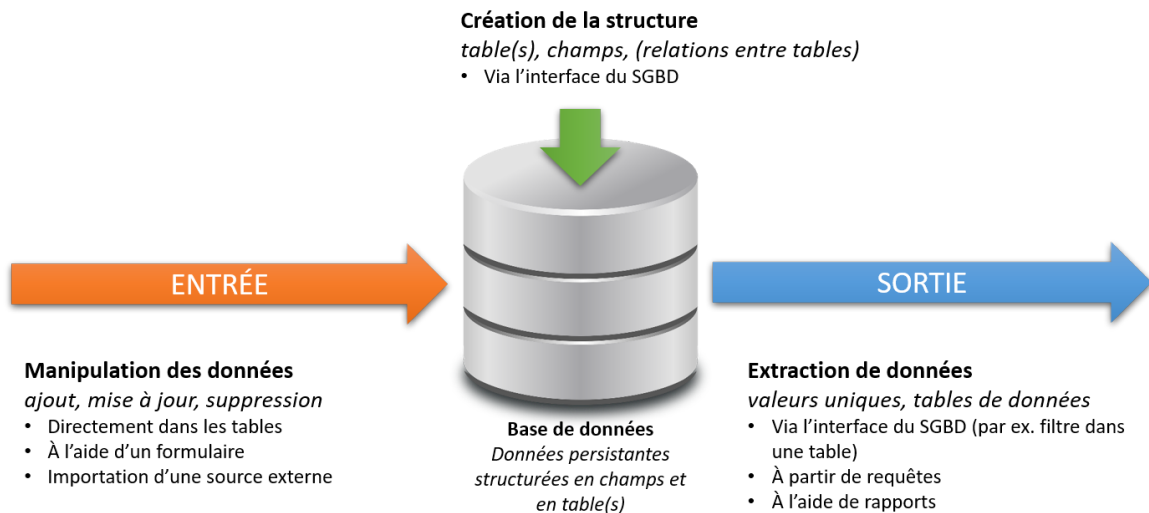 Création de la structure
table(s), champs, (relations entre tables)
• Via l’interface du SGBD
ENTRÉE
SORTIE
Manipulation des données
ajout, mise à jour, suppression
• Directement dans les tables
• À l’aide d’un formulaire
• Importation d’une source externe
Base de données
Données persistantes
structurées en champs et
en table(s)
Extraction de données
valeurs uniques, tables de données
• Via l’interface du SGBD (par ex. filtre dans
une table)
• À partir de requêtes
• À l’aide de rapports